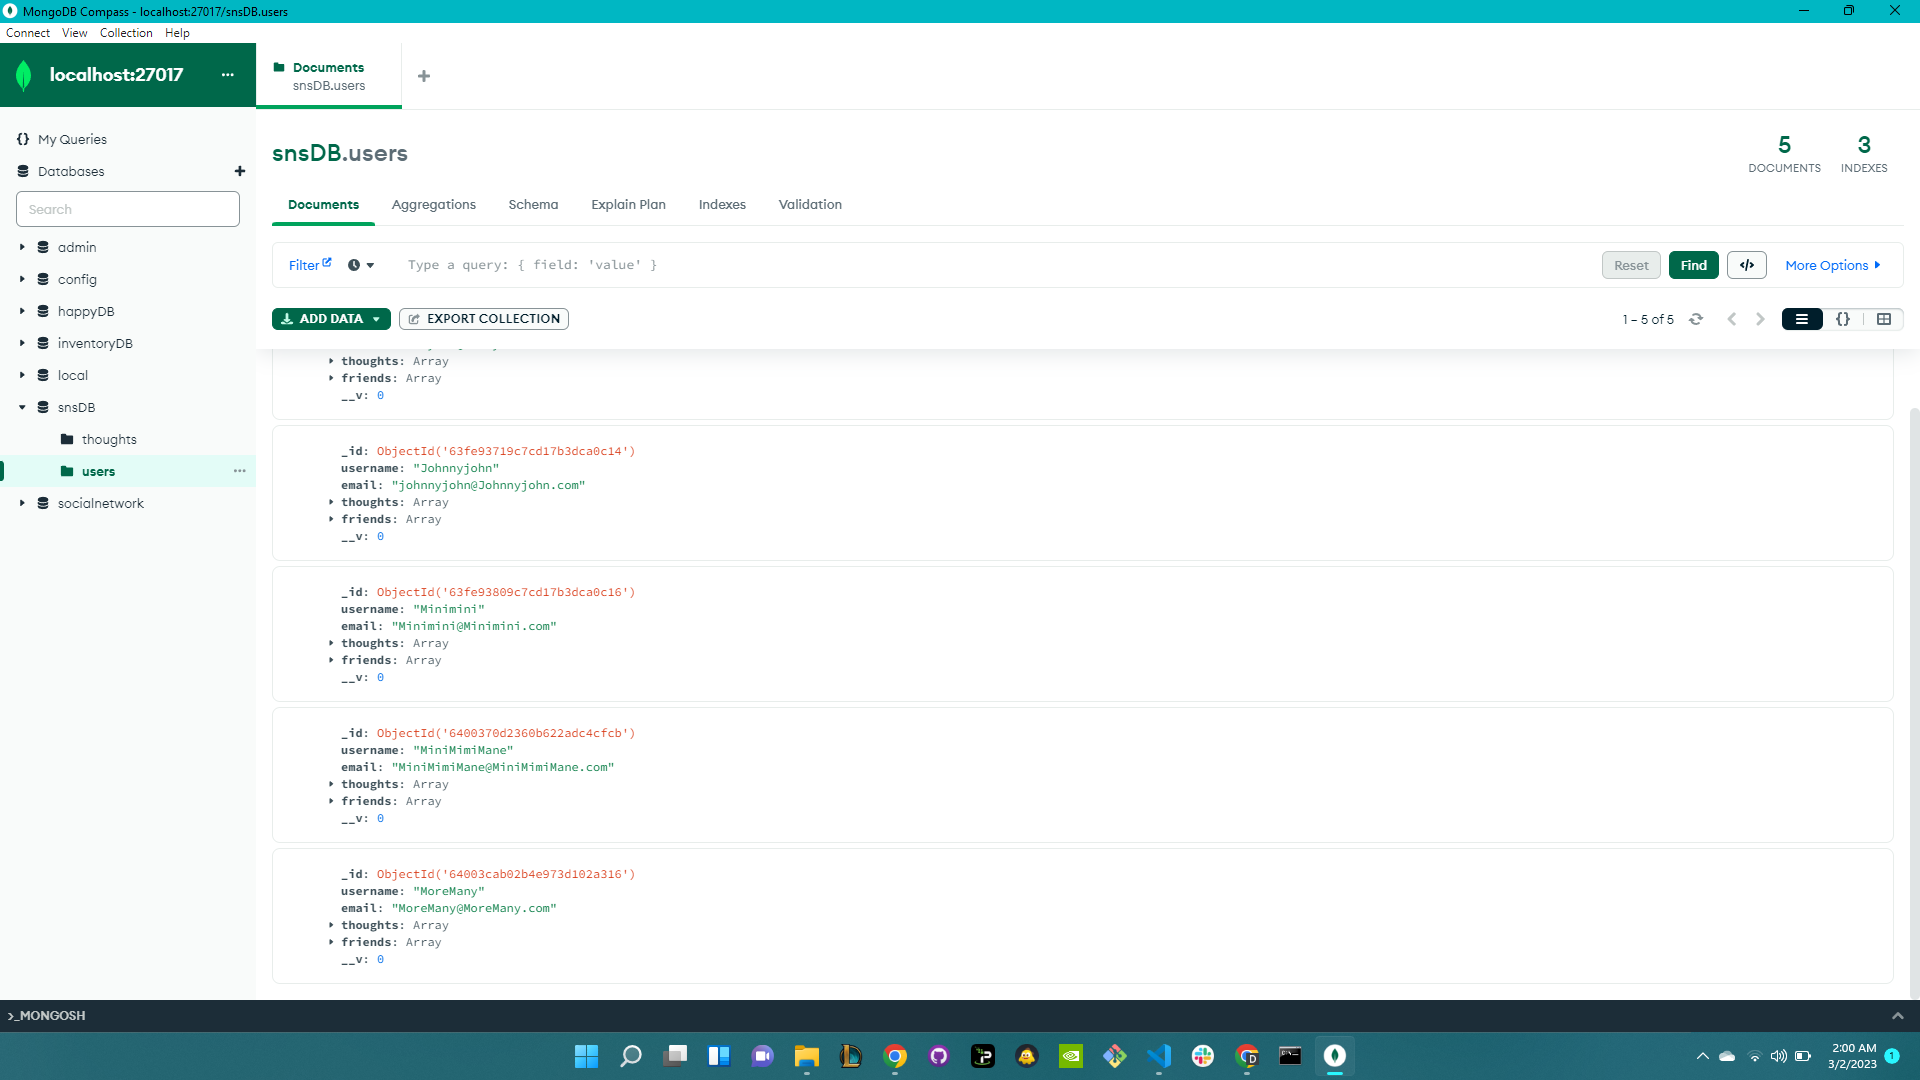 MongoDB Compass - localhost:27017/snsDB.users
Connect View Collection Help
localhost:27017
Documents
snsDB.users
My Queries
Databases
Search
admin
config
happyDB
inventoryDB
local
snsDB
thoughts
users
socialnetwork
snsDB.users
5
DOCUMENTS
3
INDEXES
Documents Aggregations Schema Explain Plan Indexes Validation
Filter Type a query: { field: 'value' } Reset Find </> More Options
ADD DATA EXPORT COLLECTION 1 – 5 of 5 {}
thoughts: Array
friends: Array
__v: 0
_id: ObjectId('63fe93719c7cd17b3dca0c14')
username: "Johnnyjohn"
email: "johnnyjohn@Johnnyjohn.com"
thoughts: Array
friends: Array
__v: 0
_id: ObjectId('63fe93809c7cd17b3dca0c16')
username: "Minimini"
email: "Minimini@Minimini.com"
thoughts: Array
friends: Array
__v: 0
_id: ObjectId('6400370d2360b622adc4cfcb')
username: "MiniMimiMane"
email: "MiniMimiMane@MiniMimiMane.com"
thoughts: Array
friends: Array
__v: 0
_id: ObjectId('64003cab02b4e973d102a316')
username: "MoreMany"
email: "MoreMany@MoreMany.com"
thoughts: Array
friends: Array
__v: 0
>_MONGOSH
2:00 AM
3/2/2023
1